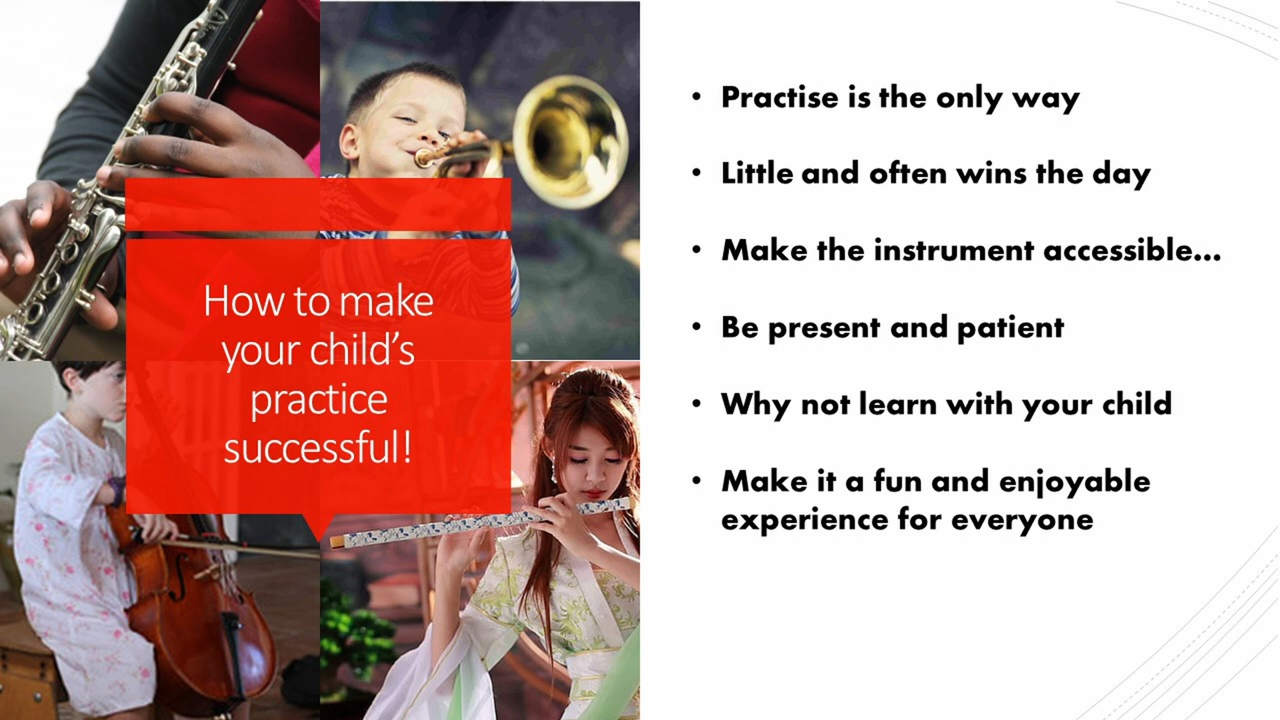 How to make
your child’s
practice
successful!
• Practise is the only way
• Little and often wins the day
• Make the instrument accessible...
• Be present and patient
• Why not learn with your child
• Make it a fun and enjoyable
experience for everyone